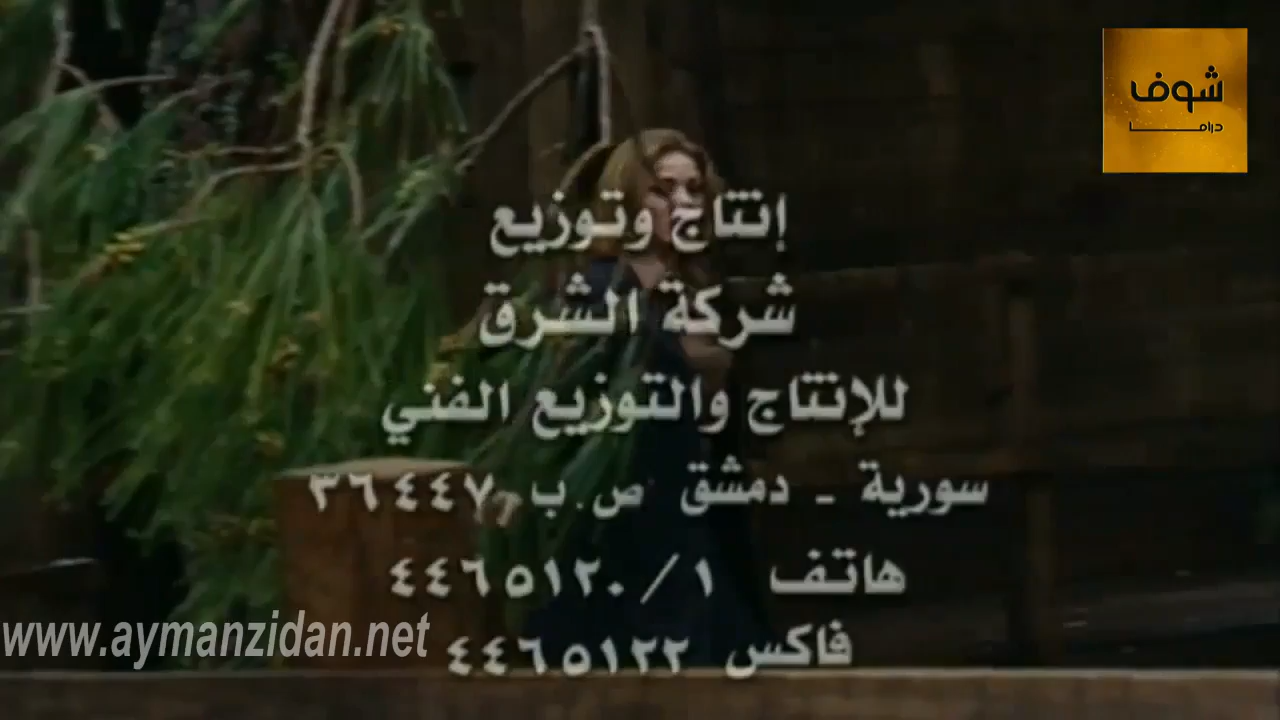 شوف
دراما
إنتاج وتوزيع
شركة الشرق
للإنتاج والتوزيع الفني
سورية - دمشق ص.ب ٣٦٤٤٧
هاتف ٤٤٦٥١٢٠/١
فاكس ٤٤٦٥١٢٢
www.aymanzidan.net